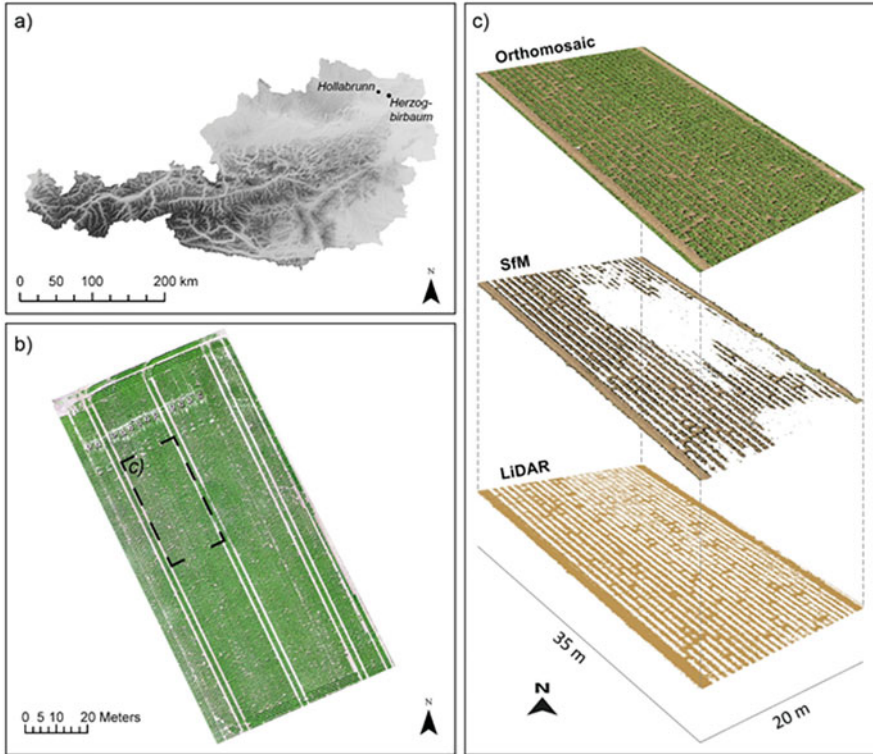 a)
Hollabrunn
Herzog-
birbaum
0 50 100 200 km
N
b)
c)
0 5 10 20 Meters
N
c)
Orthomosaic
SfM
LiDAR
35 m
20 m
N